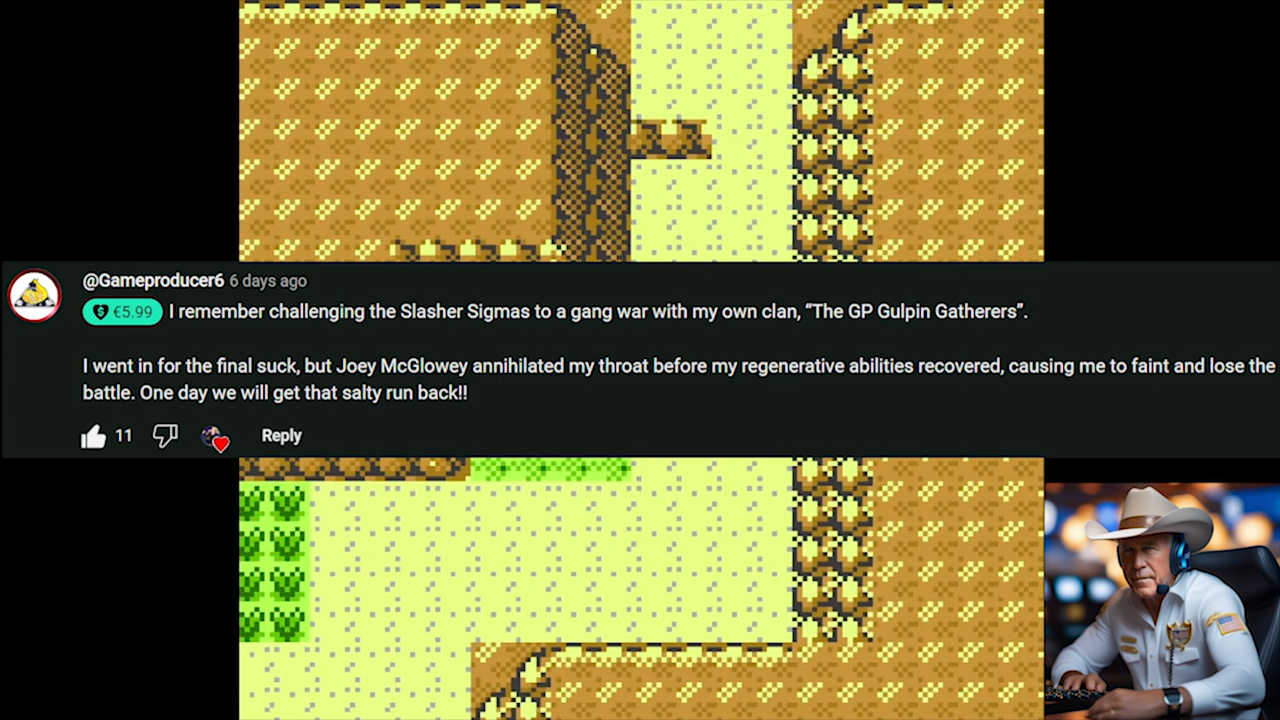 @Gameproducer6 6 days ago
€5.99 I remember challenging the Slasher Sigmas to a gang war with my own clan, “The GP Gulpin Gatherers”.
I went in for the final suck, but Joey McGlowey annihilated my throat before my regenerative abilities recovered, causing me to faint and lose the
battle. One day we will get that salty run back!!
11 Reply